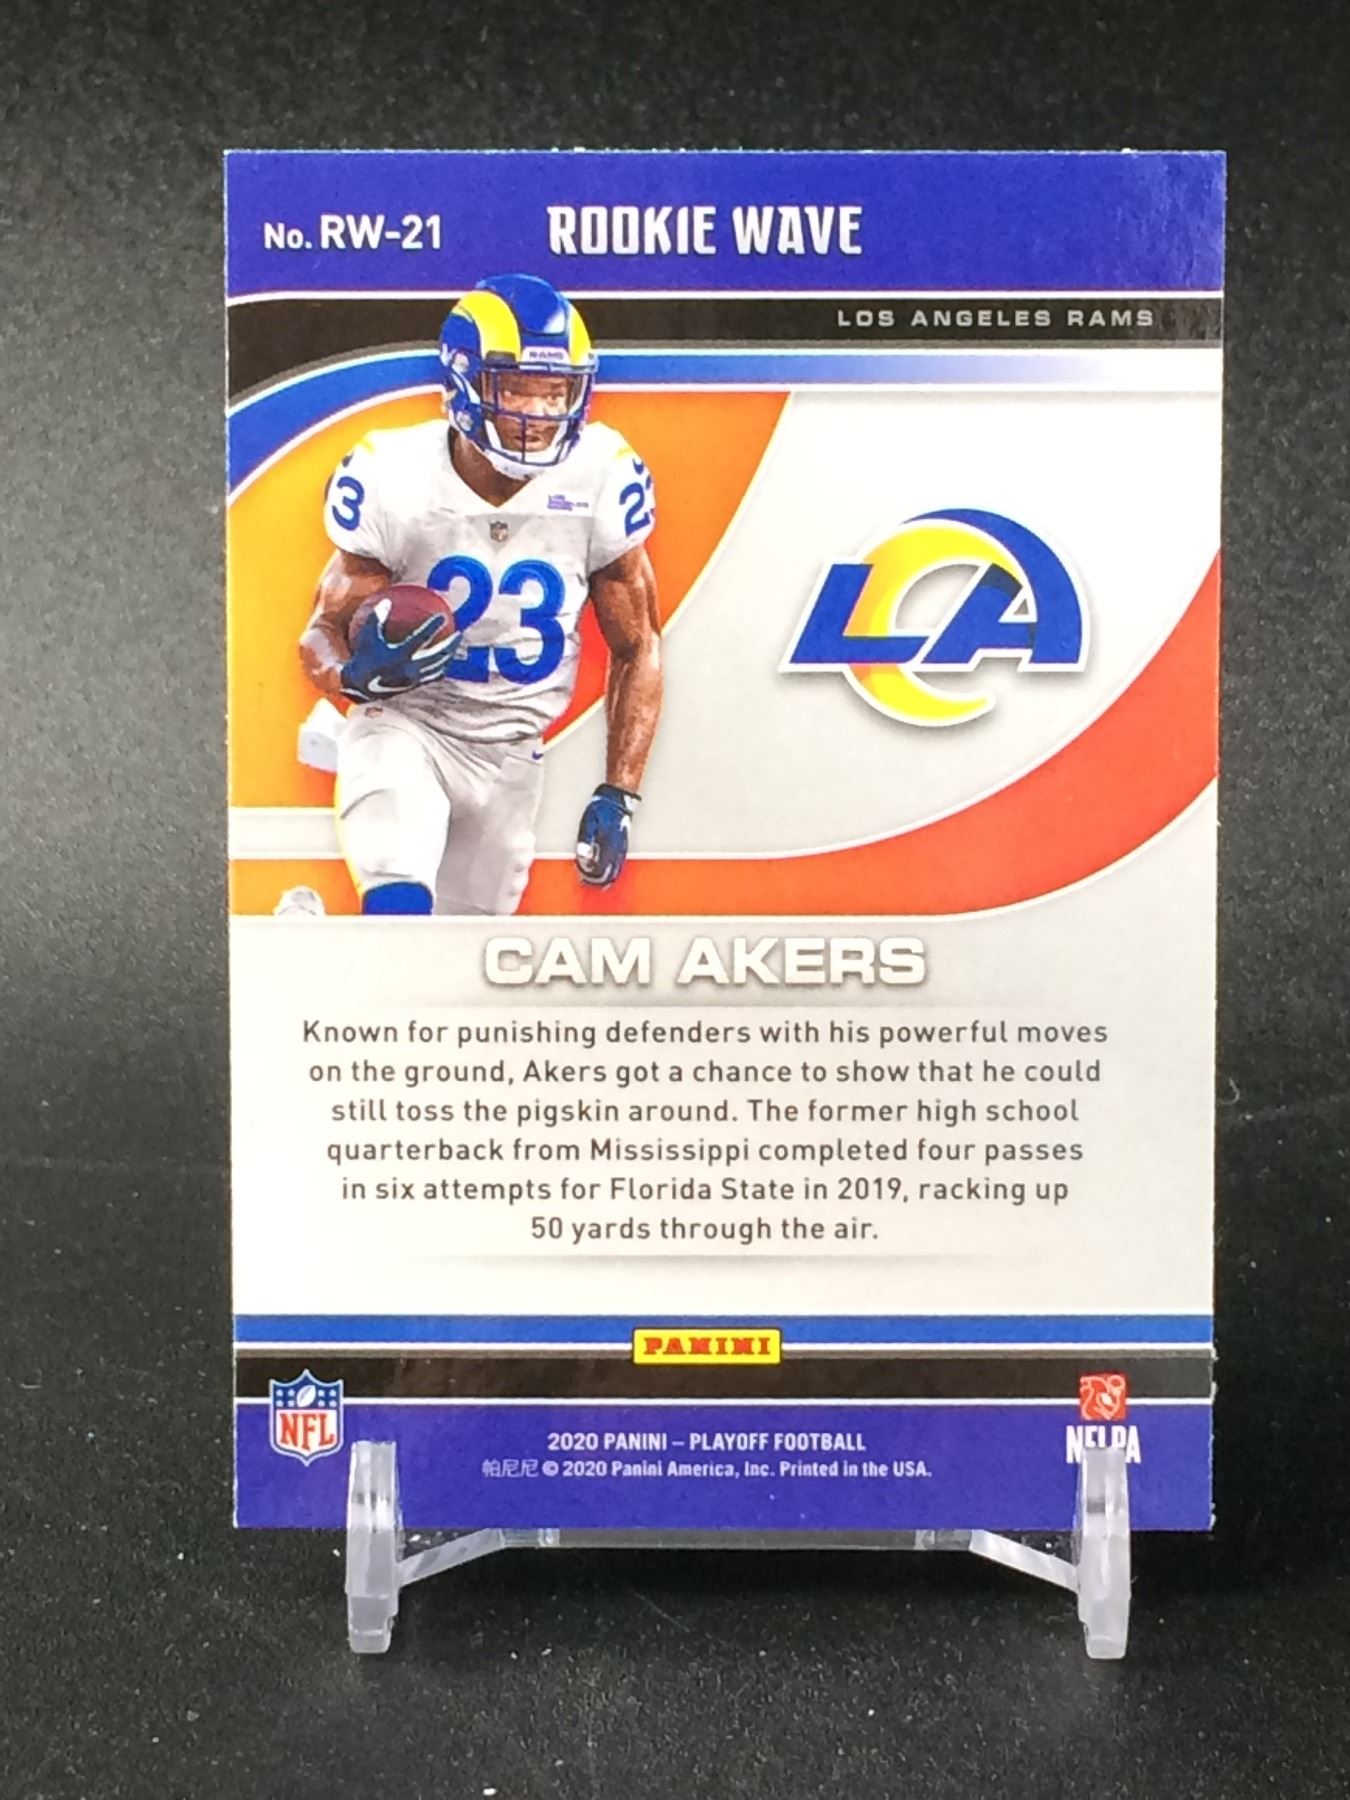 No. RW-21
ROOKIE WAVE
LOS ANGELES RAMS
RAMS
3
23
23
LA
CAM AKERS
Known for punishing defenders with his powerful moves
on the ground, Akers got a chance to show that he could
still toss the pigskin around. The former high school
quarterback from Mississippi completed four passes
in six attempts for Florida State in 2019, racking up
50 yards through the air.
PANINI
NFL
NFLPA
2020 PANINI – PLAYOFF FOOTBALL
帕尼尼 © 2020 Panini America, Inc. Printed in the USA.